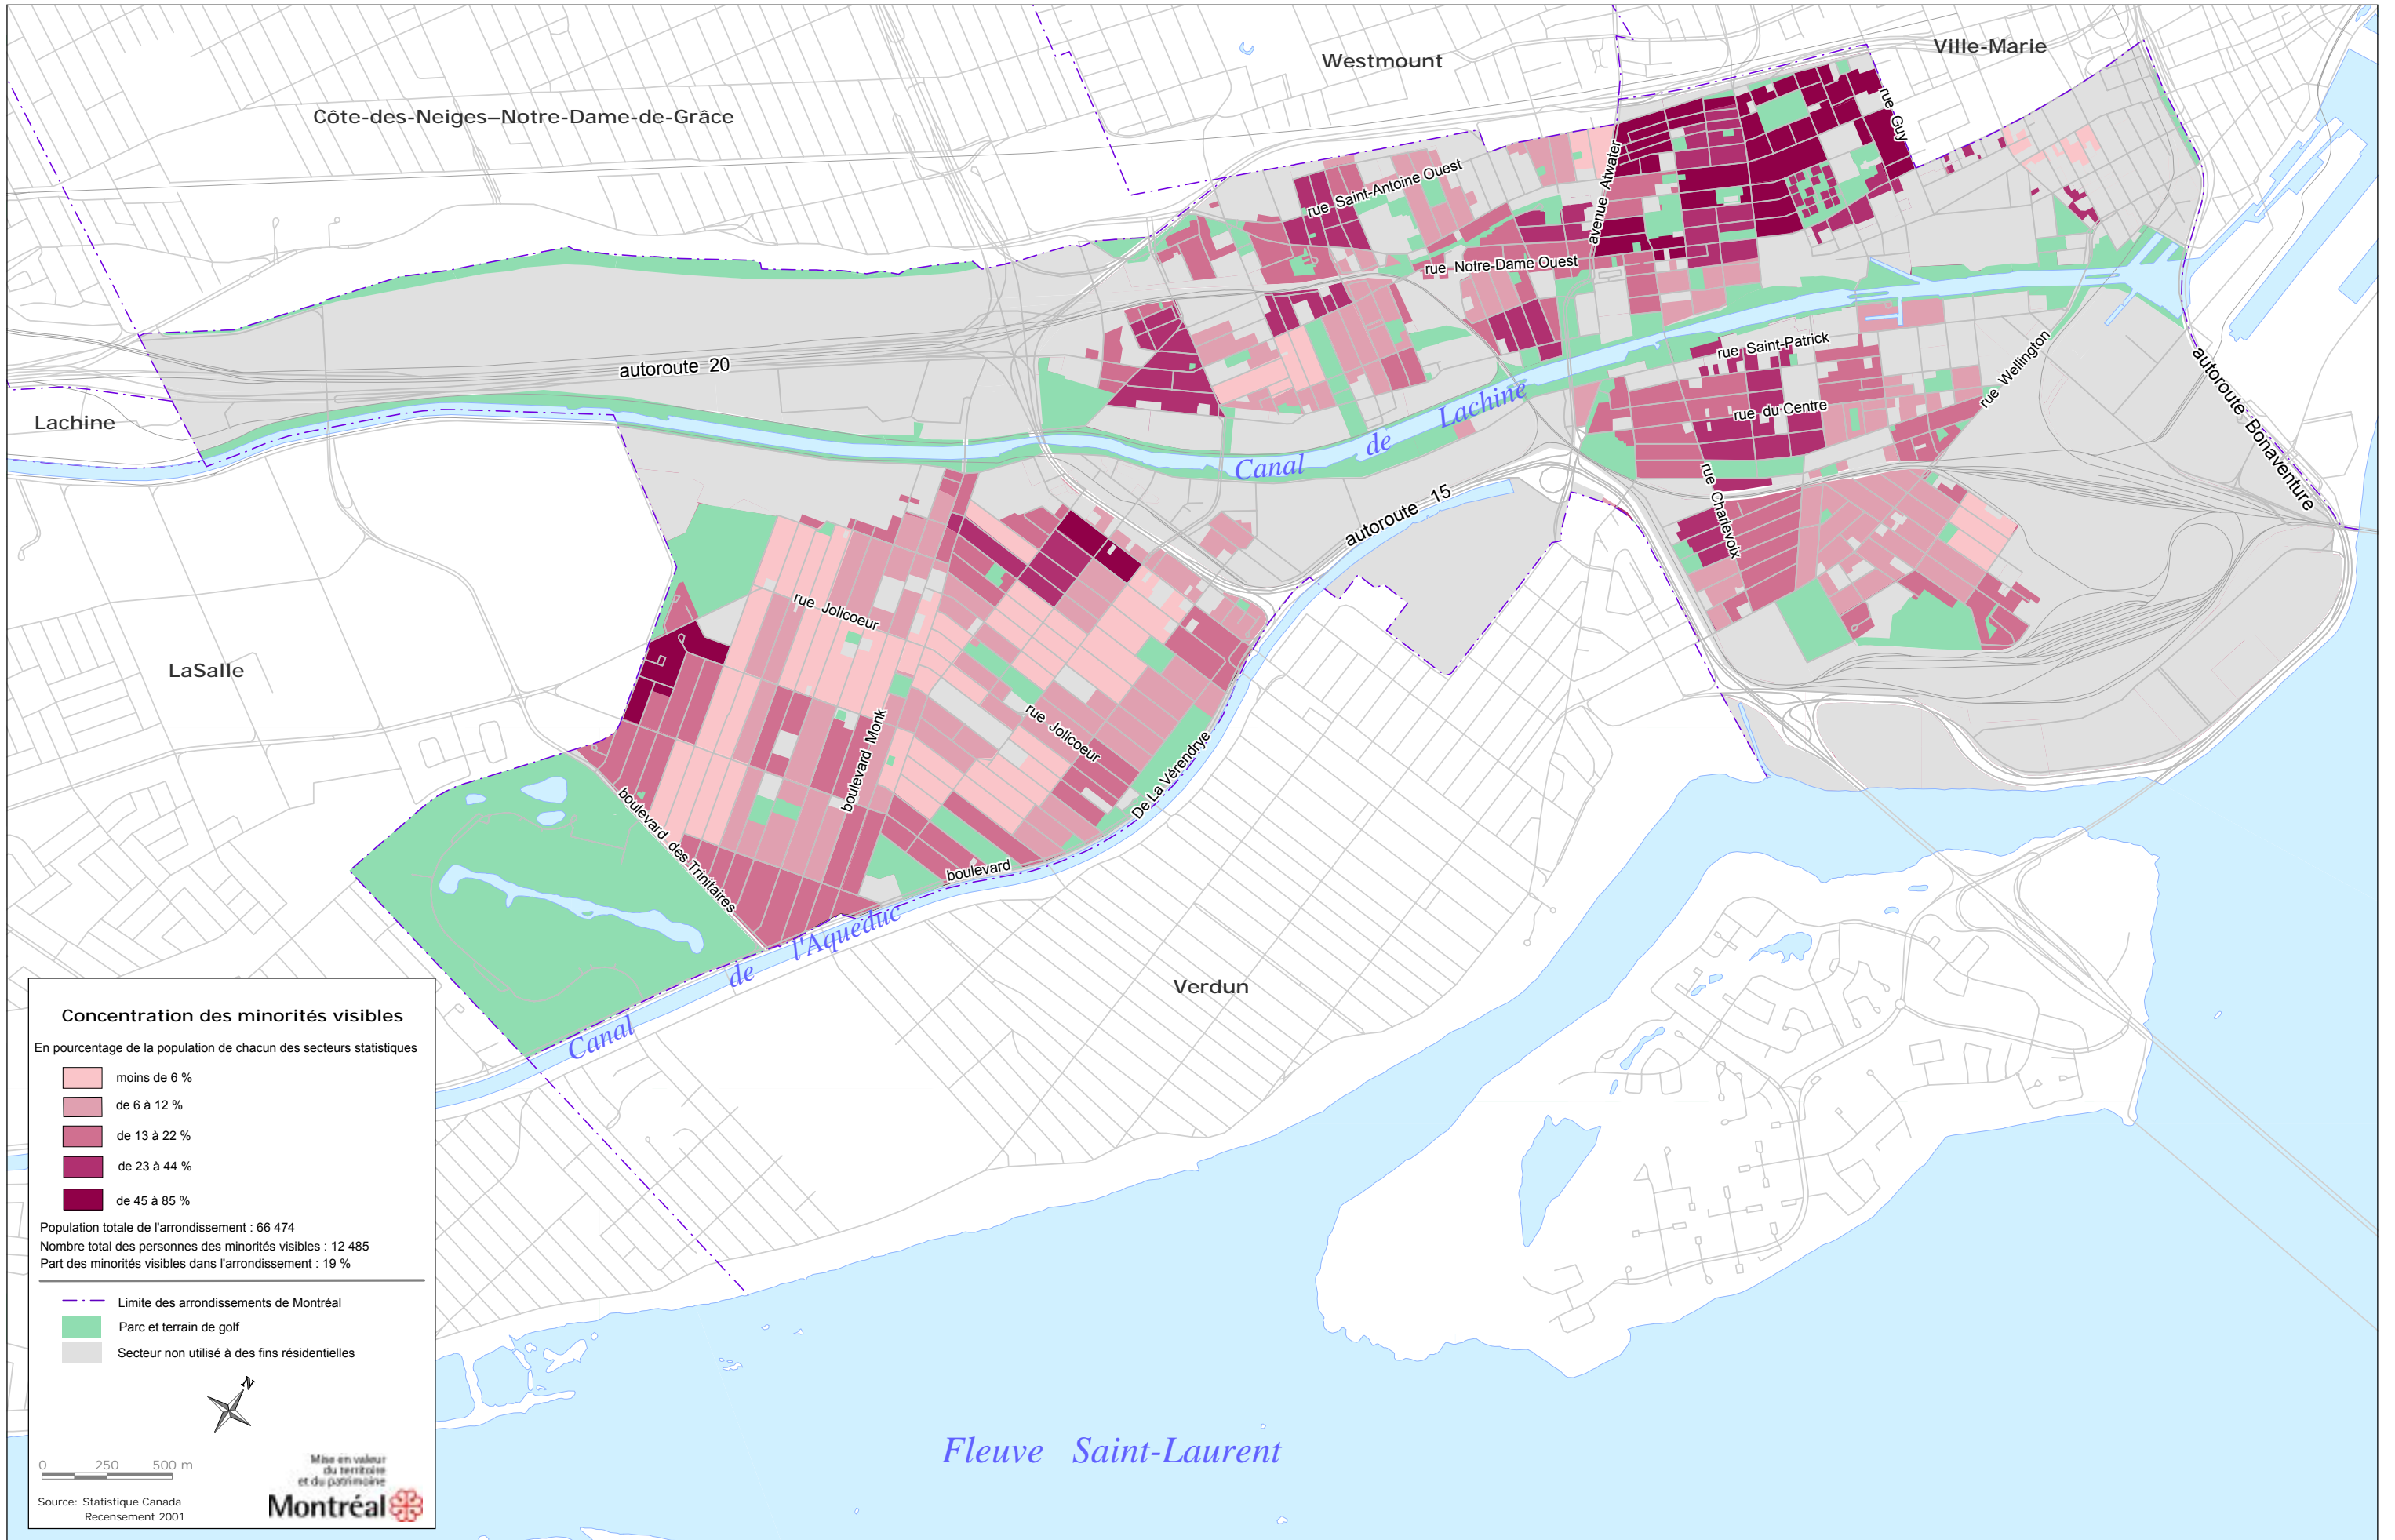 Westmount
Ville-Marie
Côte-des-Neiges–Notre-Dame-de-Grâce
rue Guy
avenue Atwater
rue Saint-Antoine Ouest
rue Notre-Dame Ouest
autoroute 20
rue Saint-Patrick
rue Wellington
autoroute Bonaventure
Lachine
Canal de Lachine
rue du Centre
rue Charlevoix
autoroute 15
rue Jolicoeur
LaSalle
boulevard Monk
rue Jolicoeur
De La Vérendrye
boulevard
boulevard des Trinitaires
Canal de l'Aqueduc
Verdun
Fleuve Saint-Laurent
Concentration des minorités visibles
En pourcentage de la population de chacun des secteurs statistiques
moins de 6 %
de 6 à 12 %
de 13 à 22 %
de 23 à 44 %
de 45 à 85 %
Population totale de l'arrondissement : 66 474
Nombre total des personnes des minorités visibles : 12 485
Part des minorités visibles dans l'arrondissement : 19 %
Limite des arrondissements de Montréal
Parc et terrain de golf
Secteur non utilisé à des fins résidentielles
N
0 250 500 m
Mise en valeur
du territoire
et du patrimoine
Montréal
Source: Statistique Canada
Recensement 2001